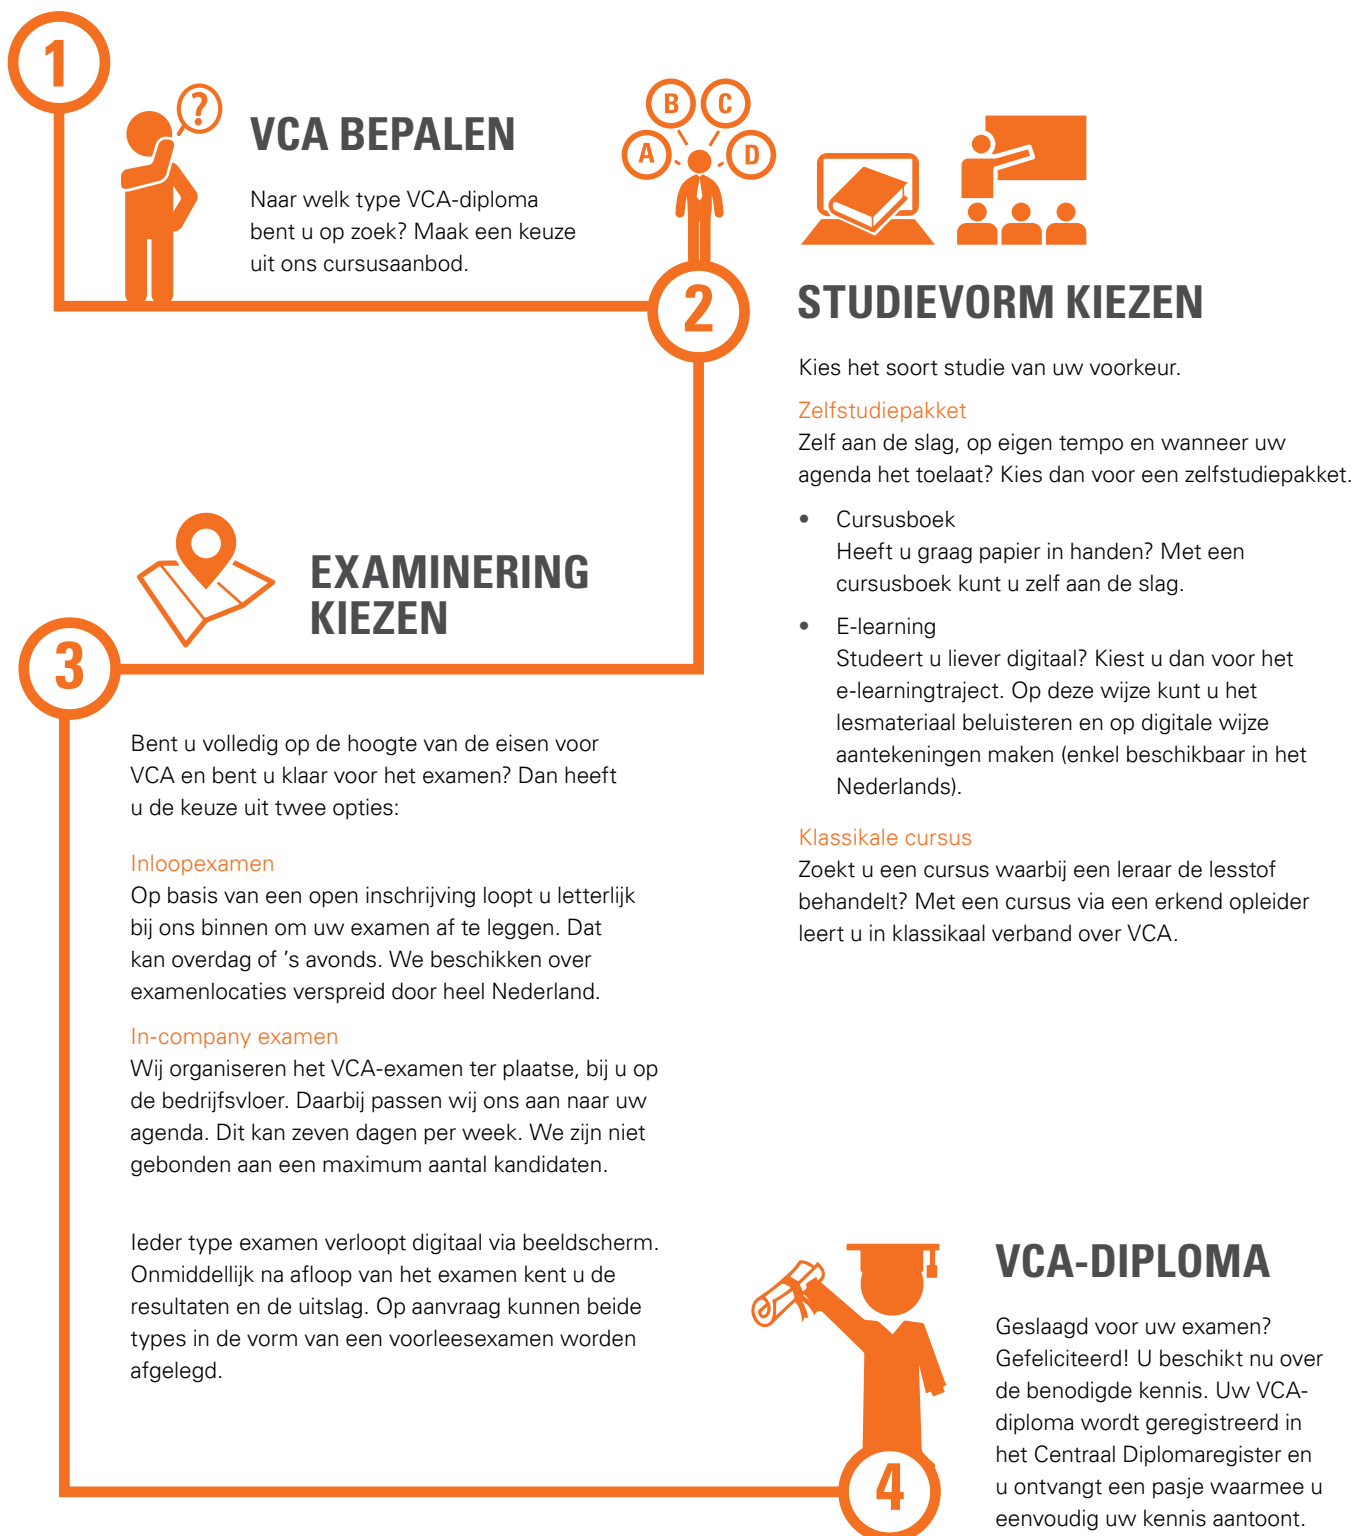 1
?
VCA BEPALEN
Naar welk type VCA-diploma
bent u op zoek? Maak een keuze
uit ons cursusaanbod.
A
B
C
D
2
STUDIEVORM KIEZEN
Kies het soort studie van uw voorkeur.
Zelfstudiepakket
Zelf aan de slag, op eigen tempo en wanneer uw
agenda het toelaat? Kies dan voor een zelfstudiepakket.
• Cursusboek
Heeft u graag papier in handen? Met een
cursusboek kunt u zelf aan de slag.
• E-learning
Studeert u liever digitaal? Kiest u dan voor het
e-learningtraject. Op deze wijze kunt u het
lesmateriaal beluisteren en op digitale wijze
aantekeningen maken (enkel beschikbaar in het
Nederlands).
Klassikale cursus
Zoekt u een cursus waarbij een leraar de lesstof
behandelt? Met een cursus via een erkend opleider
leert u in klassikaal verband over VCA.
EXAMINERING
KIEZEN
3
Bent u volledig op de hoogte van de eisen voor
VCA en bent u klaar voor het examen? Dan heeft
u de keuze uit twee opties:
Inloopexamen
Op basis van een open inschrijving loopt u letterlijk
bij ons binnen om uw examen af te leggen. Dat
kan overdag of ’s avonds. We beschikken over
examenlocaties verspreid door heel Nederland.
In-company examen
Wij organiseren het VCA-examen ter plaatse, bij u op
de bedrijfsvloer. Daarbij passen wij ons aan naar uw
agenda. Dit kan zeven dagen per week. We zijn niet
gebonden aan een maximum aantal kandidaten.
Ieder type examen verloopt digitaal via beeldscherm.
Onmiddellijk na afloop van het examen kent u de
resultaten en de uitslag. Op aanvraag kunnen beide
types in de vorm van een voorleesexamen worden
afgelegd.
4
VCA-DIPLOMA
Geslaagd voor uw examen?
Gefeliciteerd! U beschikt nu over
de benodigde kennis. Uw VCA-
diploma wordt geregistreerd in
het Centraal Diplomaregister en
u ontvangt een pasje waarmee u
eenvoudig uw kennis aantoont.